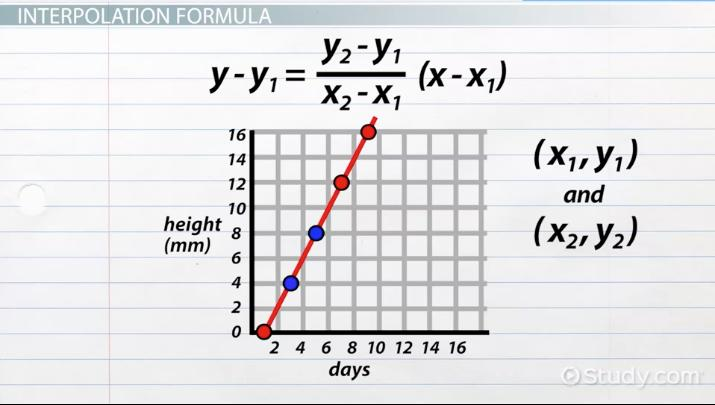 INTERPOLATION FORMULA
y - y₁ = (y₂ - y₁)/(x₂ - x₁) (x - x₁)
16
14
12
10
8
6
4
2
0
height
(mm)
2 4 6 8 10 12 14 16
days
(x₁, y₁)
and
(x₂, y₂)
Study.com